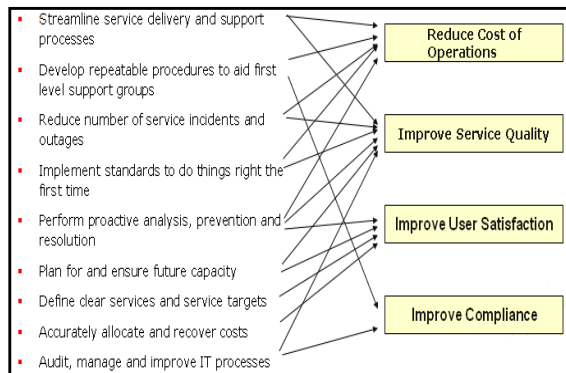 Streamline service delivery and support
processes
Develop repeatable procedures to aid first
level support groups
Reduce number of service incidents and
outages
Implement standards to do things right the
first time
Perform proactive analysis, prevention and
resolution
Plan for and ensure future capacity
Define clear services and service targets
Accurately allocate and recover costs
Audit, manage and improve IT processes
Reduce Cost of
Operations
Improve Service Quality
Improve User Satisfaction
Improve Compliance